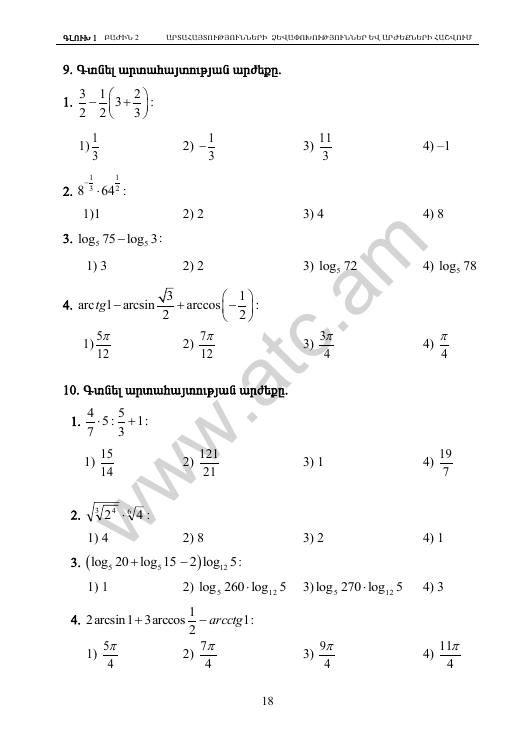 ԳԼՈՒԽ 1 ԲԱԺԻՆ 2 ԱՐՏԱՀԱՅՏՈՒԹՅՈՒՆՆԵՐԻ ՁԵՎԱՓՈԽՈՒԹՅՈՒՆՆԵՐ ԵՎ ԱՐԺԵՔՆԵՐԻ ՀԱՇՎՈՒՄ
9. Գտնել արտահայտության արժեքը.
1. 3/2 − 1/2(3 + 2/3):
1) 1/3 2) −1/3 3) 11/3 4) −1
2. 8^(−1/3) · 64^(1/2):
1) 1 2) 2 3) 4 4) 8
3. log₅ 75 − log₅ 3:
1) 3 2) 2 3) log₅ 72 4) log₅ 78
4. arctg1 − arcsin √3/2 + arccos(−1/2):
1) 5π/12 2) 7π/12 3) 3π/4 4) π/4
10. Գտնել արտահայտության արժեքը.
1. 4/7 · 5 : 5/3 + 1:
1) 15/14 2) 121/21 3) 1 4) 19/7
2. √(∛(2⁴)) · ⁶√4:
1) 4 2) 8 3) 2 4) 1
3. (log₅ 20 + log₅ 15 − 2) log₁₂ 5:
1) 1 2) log₅ 260 · log₁₂ 5 3) log₅ 270 · log₁₂ 5 4) 3
4. 2 arcsin 1 + 3 arccos 1/2 − arcctg1:
1) 5π/4 2) 7π/4 3) 9π/4 4) 11π/4
18
www.atc.am